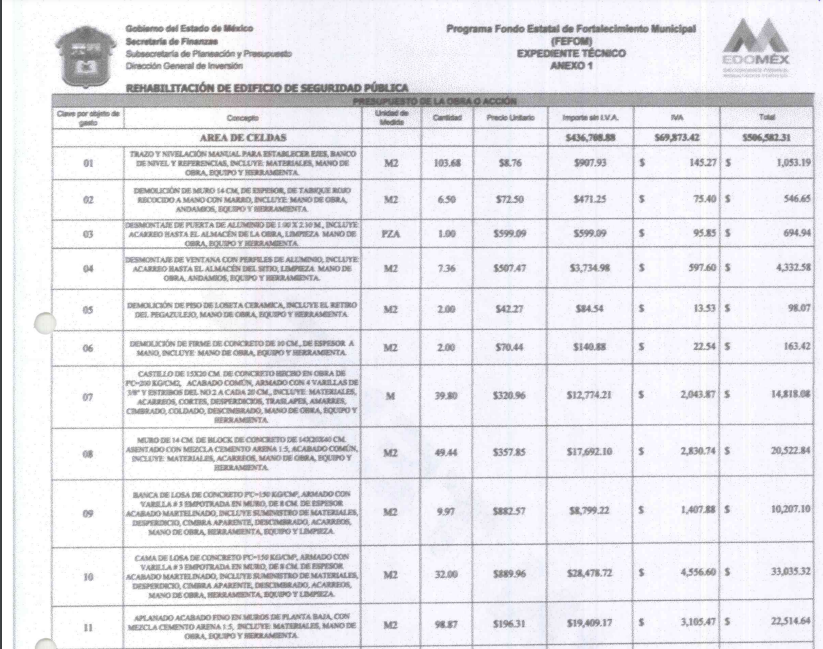 Gobierno del Estado de México
Secretaría de Finanzas
Subsecretaría de Planeación y Presupuesto
Dirección General de Inversión
Programa Fondo Estatal de Fortalecimiento Municipal
(FEFOM)
EXPEDIENTE TÉCNICO
ANEXO 1
EDOMÉX
REHABILITACIÓN DE EDIFICIO DE SEGURIDAD PÚBLICA
PRESUPUESTO DE LA OBRA O ACCIÓN
Clave por objeto de gasto Concepto Unidad de Medida Cantidad Precio Unitario Importe sin I.V.A. IVA Total
AREA DE CELDAS $436,708.88 $69,873.42 $506,582.31
01 TRAZO Y NIVELACIÓN MANUAL PARA ESTABLECER EJES, BANCO
DE NIVEL Y REFERENCIAS, INCLUYE: MATERIALES, MANO DE
OBRA, EQUIPO Y HERRAMIENTA.
M2 103.68 $8.76 $907.93 $ 145.27 $ 1,053.19
02 DEMOLICIÓN DE MURO 14 CM, DE ESPESOR, DE TABIQUE ROJO
RECOCIDO A MANO CON MARRO, INCLUYE: MANO DE OBRA,
ANDAMIOS, EQUIPO Y HERRAMIENTA.
M2 6.50 $72.50 $471.25 $ 75.40 $ 546.65
03 DESMONTAJE DE PUERTA DE ALUMINIO DE 1.00 X 2.10 M., INCLUYE:
ACARREO HASTA EL ALMACÉN DE LA OBRA, LIMPIEZA MANO DE
OBRA, EQUIPO Y HERRAMIENTA.
PZA 1.00 $599.09 $599.09 $ 95.85 $ 694.94
04 DESMONTAJE DE VENTANA CON PERFILES DE ALUMINIO, INCLUYE:
ACARREO HASTA EL ALMACÉN DEL SITIO, LIMPIEZA MANO DE
OBRA, ANDAMIOS, EQUIPO Y HERRAMIENTA.
M2 7.36 $507.47 $3,734.98 $ 597.60 $ 4,332.58
05 DEMOLICIÓN DE PISO DE LOSETA CERAMICA, INCLUYE EL RETIRO
DEL PEGAZULEJO, MANO DE OBRA, EQUIPO Y HERRAMIENTA.
M2 2.00 $42.27 $84.54 $ 13.53 $ 98.07
06 DEMOLICIÓN DE FIRME DE CONCRETO DE 10 CM., DE ESPESOR A
MANO, INCLUYE: MANO DE OBRA, EQUIPO Y HERRAMIENTA.
M2 2.00 $70.44 $140.88 $ 22.54 $ 163.42
07 CASTILLO DE 15X20 CM. DE CONCRETO HECHO EN OBRA DE
F'C=200 KG/CM2, ACABADO COMÚN, ARMADO CON 4 VARILLAS DE
3/8" Y ESTRIBOS DEL NO.2 A CADA 20 CM., INCLUYE: MATERIALES,
ACARREOS, CORTES, DESPERDICIOS, TRASLAPES, AMARRES,
CIMBRADO, COLDADO, DESCIMBRADO, MANO DE OBRA, EQUIPO Y
HERRAMIENTA.
M 39.80 $320.96 $12,774.21 $ 2,043.87 $ 14,818.08
08 MURO DE 14 CM. DE BLOCK DE CONCRETO DE 14X20X40 CM.
ASENTADO CON MEZCLA CEMENTO ARENA 1:5, ACABADO COMÚN,
INCLUYE: MATERIALES, ACARREOS, MANO DE OBRA, EQUIPO Y
HERRAMIENTA.
M2 49.44 $357.85 $17,692.10 $ 2,830.74 $ 20,522.84
09 BANCA DE LOSA DE CONCRETO F'C=150 KG/CM², ARMADO CON
VARILLA # 3 EMPOTRADA EN MURO, DE 8 CM. DE ESPESOR
ACABADO MARTELINADO, INCLUYE SUMINISTRO DE MATERIALES,
DESPERDICIO, CIMBRA APARENTE, DESCIMBRADO, ACARREOS,
MANO DE OBRA, HERRAMIENTA, EQUIPO Y LIMPIEZA.
M2 9.97 $882.57 $8,799.22 $ 1,407.88 $ 10,207.10
10 CAMA DE LOSA DE CONCRETO F'C=150 KG/CM², ARMADO CON
VARILLA # 3 EMPOTRADA EN MURO, DE 8 CM. DE ESPESOR
ACABADO MARTELINADO, INCLUYE SUMINISTRO DE MATERIALES,
DESPERDICIO, CIMBRA APARENTE, DESCIMBRADO, ACARREOS,
MANO DE OBRA, HERRAMIENTA, EQUIPO Y LIMPIEZA.
M2 32.00 $889.96 $28,478.72 $ 4,556.60 $ 33,035.32
11 APLANADO ACABADO FINO EN MUROS DE PLANTA BAJA, CON
MEZCLA CEMENTO ARENA 1:5, INCLUYE: MATERIALES, MANO DE
OBRA, EQUIPO Y HERRAMIENTA.
M2 98.87 $196.31 $19,409.17 $ 3,105.47 $ 22,514.64